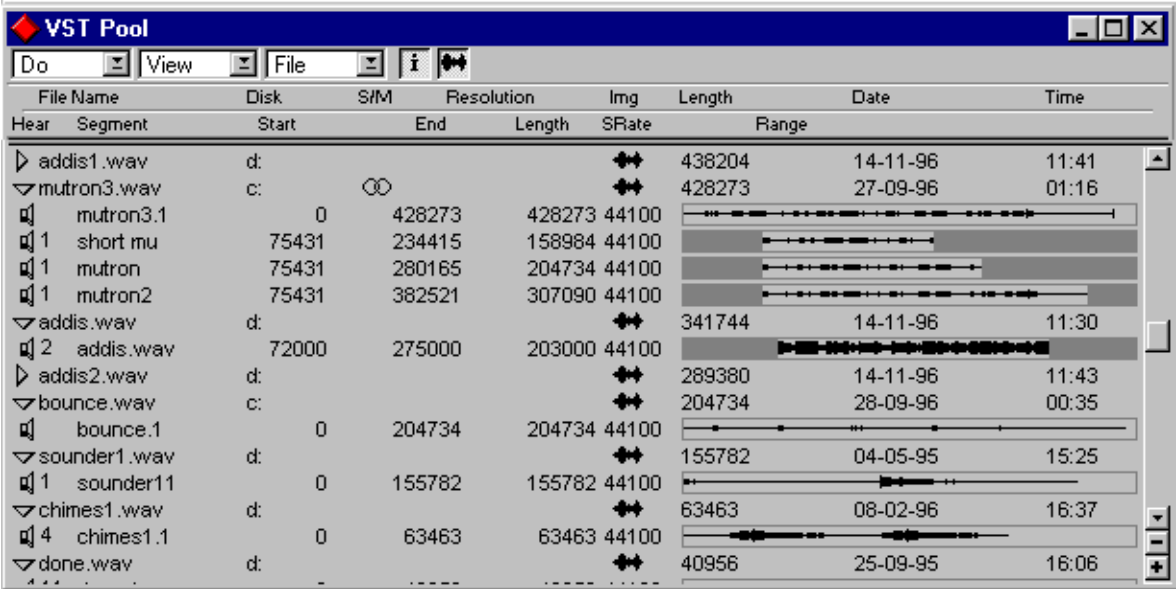 VST Pool
Do View File i
File Name Disk S/M Resolution Img Length Date Time
Hear Segment Start End Length SRate Range
addis1.wav d: 438204 14-11-96 11:41
mutron3.wav c: 428273 27-09-96 01:16
mutron3.1 0 428273 428273 44100
1 short mu 75431 234415 158984 44100
1 mutron 75431 280165 204734 44100
1 mutron2 75431 382521 307090 44100
addis.wav d: 341744 14-11-96 11:30
2 addis.wav 72000 275000 203000 44100
addis2.wav d: 289380 14-11-96 11:43
bounce.wav c: 204734 28-09-96 00:35
bounce.1 0 204734 204734 44100
sounder1.wav d: 155782 04-05-95 15:25
1 sounder11 0 155782 155782 44100
chimes1.wav d: 63463 08-02-96 16:37
4 chimes1.1 0 63463 63463 44100
done.wav d: 40956 25-09-95 16:06